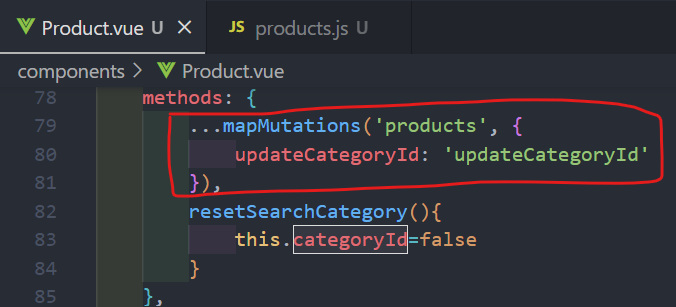 Product.vue U
JS products.js U
components > Product.vue
78 methods: {
79 ...mapMutations('products', {
80 updateCategoryId: 'updateCategoryId'
81 }),
82 resetSearchCategory(){
83 this.categoryId=false
84 }
85 },